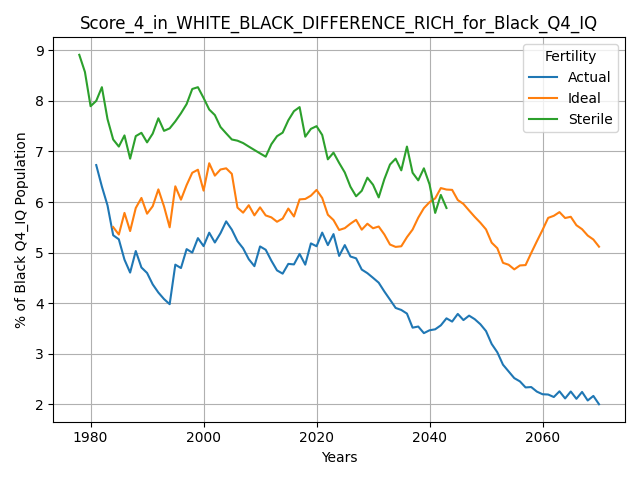 Score_4_in_WHITE_BLACK_DIFFERENCE_RICH_for_Black_Q4_IQ
% of Black Q4_IQ Population
9
8
7
6
5
4
3
2
Fertility
Actual
Ideal
Sterile
1980
2000
2020
2040
2060
Years